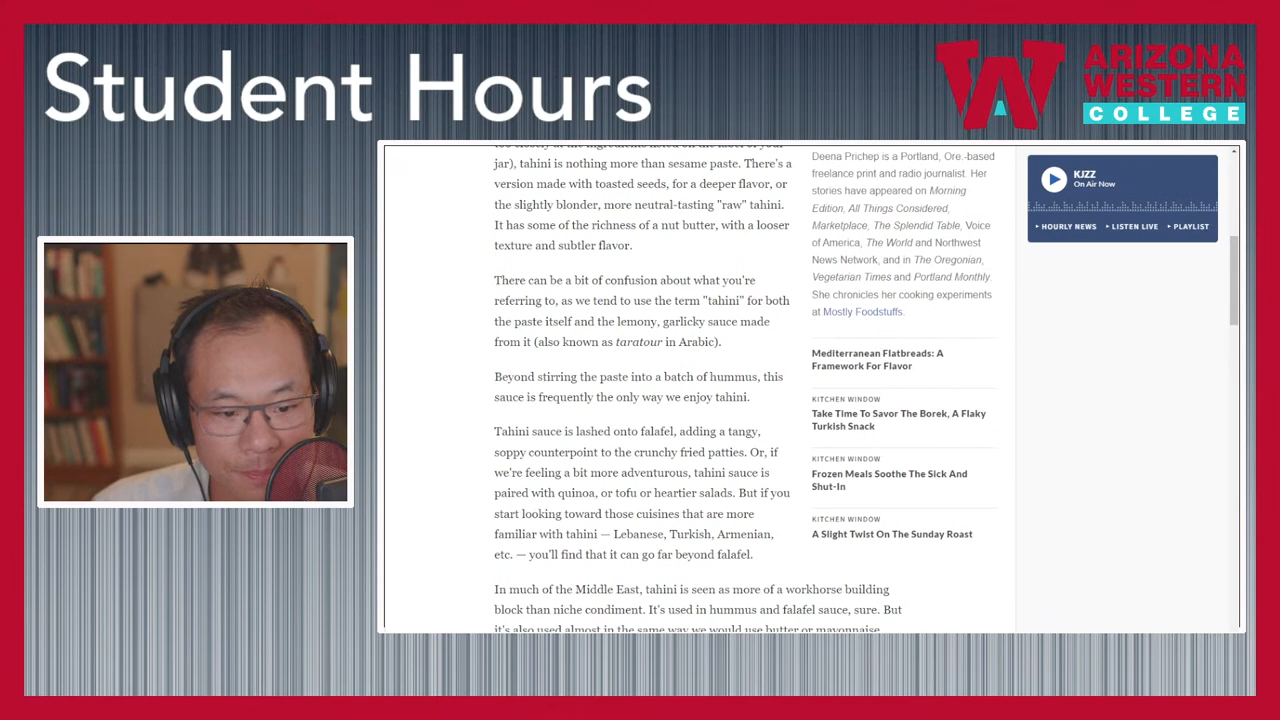 Student Hours
ARIZONA
WESTERN
COLLEGE
jar), tahini is nothing more than sesame paste. There's a
version made with toasted seeds, for a deeper flavor, or
the slightly blonder, more neutral-tasting "raw" tahini.
It has some of the richness of a nut butter, with a looser
texture and subtler flavor.
There can be a bit of confusion about what you're
referring to, as we tend to use the term "tahini" for both
the paste itself and the lemony, garlicky sauce made
from it (also known as taratour in Arabic).
Beyond stirring the paste into a batch of hummus, this
sauce is frequently the only way we enjoy tahini.
Tahini sauce is lashed onto falafel, adding a tangy,
soppy counterpoint to the crunchy fried patties. Or, if
we're feeling a bit more adventurous, tahini sauce is
paired with quinoa, or tofu or heartier salads. But if you
start looking toward those cuisines that are more
familiar with tahini — Lebanese, Turkish, Armenian,
etc. — you'll find that it can go far beyond falafel.
In much of the Middle East, tahini is seen as more of a workhorse building
block than niche condiment. It's used in hummus and falafel sauce, sure. But
it's also used almost in the same way we would use butter or mayonnaise
Deena Prichep is a Portland, Ore.-based
freelance print and radio journalist. Her
stories have appeared on Morning
Edition, All Things Considered,
Marketplace, The Splendid Table, Voice
of America, The World and Northwest
News Network, and in The Oregonian,
Vegetarian Times and Portland Monthly.
She chronicles her cooking experiments
at Mostly Foodstuffs.
Mediterranean Flatbreads: A
Framework For Flavor
KITCHEN WINDOW
Take Time To Savor The Borek, A Flaky
Turkish Snack
KITCHEN WINDOW
Frozen Meals Soothe The Sick And
Shut-In
KITCHEN WINDOW
A Slight Twist On The Sunday Roast
KJZZ
On Air Now
HOURLY NEWS LISTEN LIVE PLAYLIST